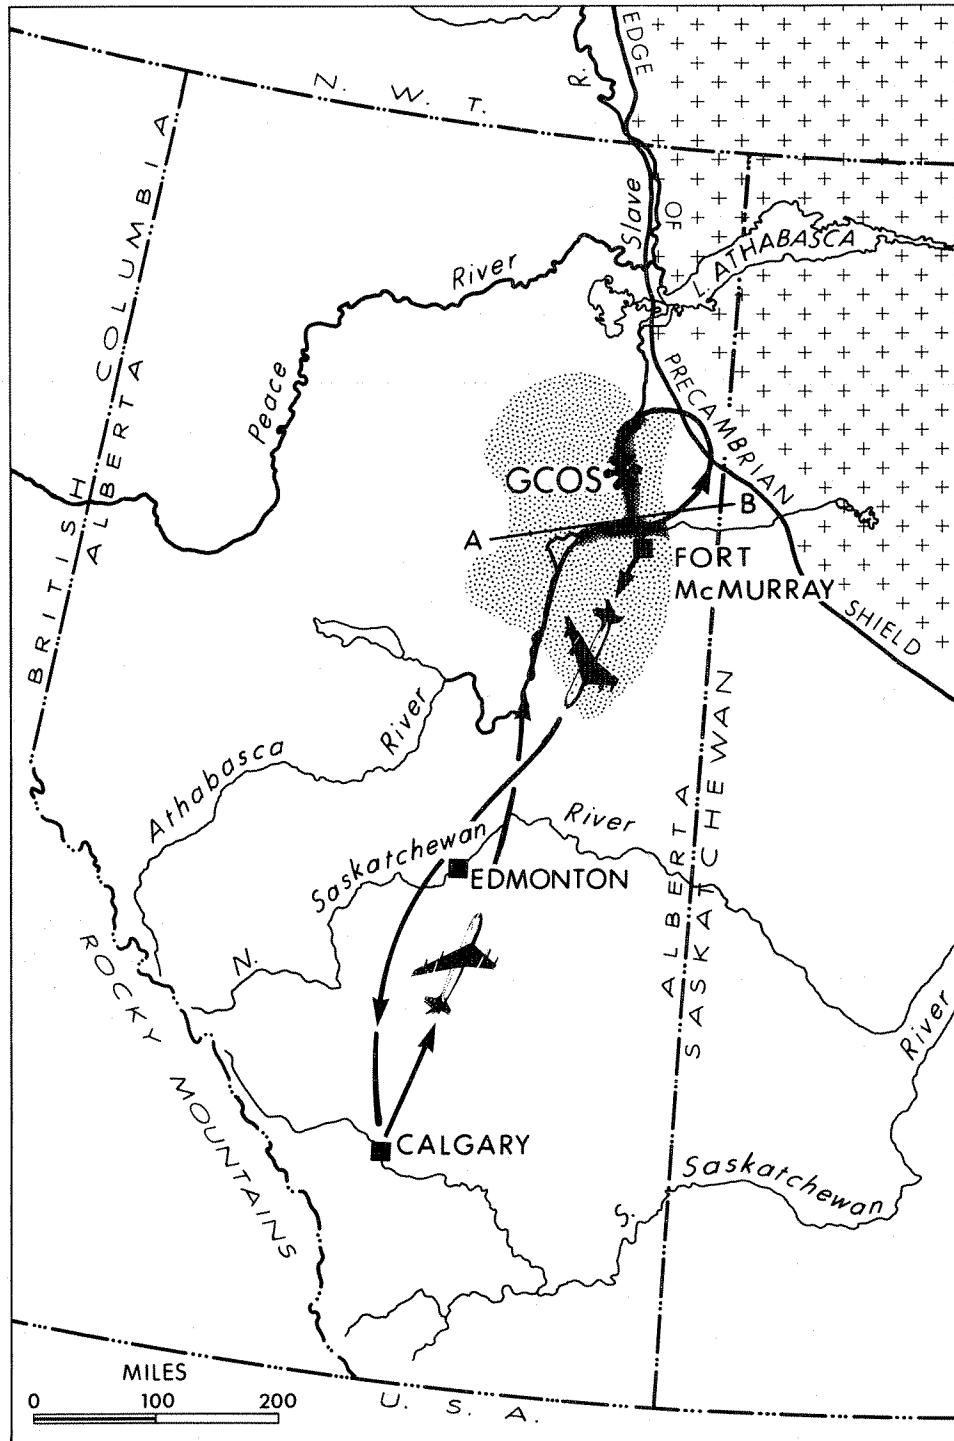 EDGE
R.
N. W. T.
Slave
OF
L. ATHABASCA
River
BRITISH COLUMBIA
ALBERTA
Peace
PRECAMBRIAN
GCOS
A
B
FORT
McMURRAY
SHIELD
Athabasca
River
ALBERTA
SASKATCHEWAN
River
N.
Saskatchewan
EDMONTON
ROCKY MOUNTAINS
River
CALGARY
S.
Saskatchewan
MILES
0 100 200
U. S. A.